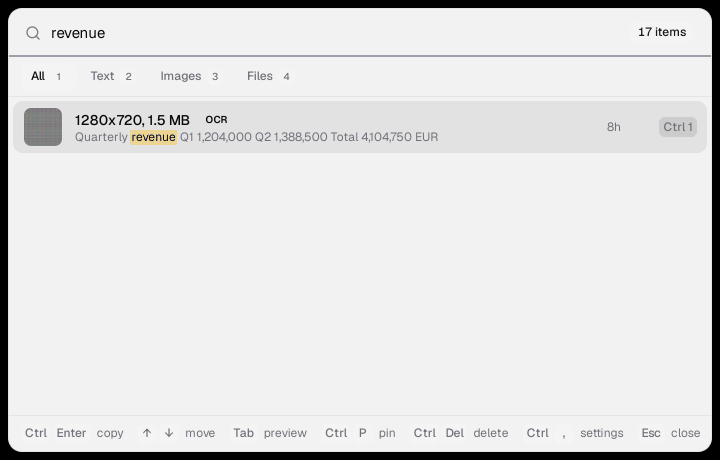 revenue 17 items
All 1 Text 2 Images 3 Files 4
1280x720, 1.5 MB OCR
Quarterly revenue Q1 1,204,000 Q2 1,388,500 Total 4,104,750 EUR 8h Ctrl 1
Ctrl Enter copy ↑ ↓ move Tab preview Ctrl P pin Ctrl Del delete Ctrl , settings Esc close